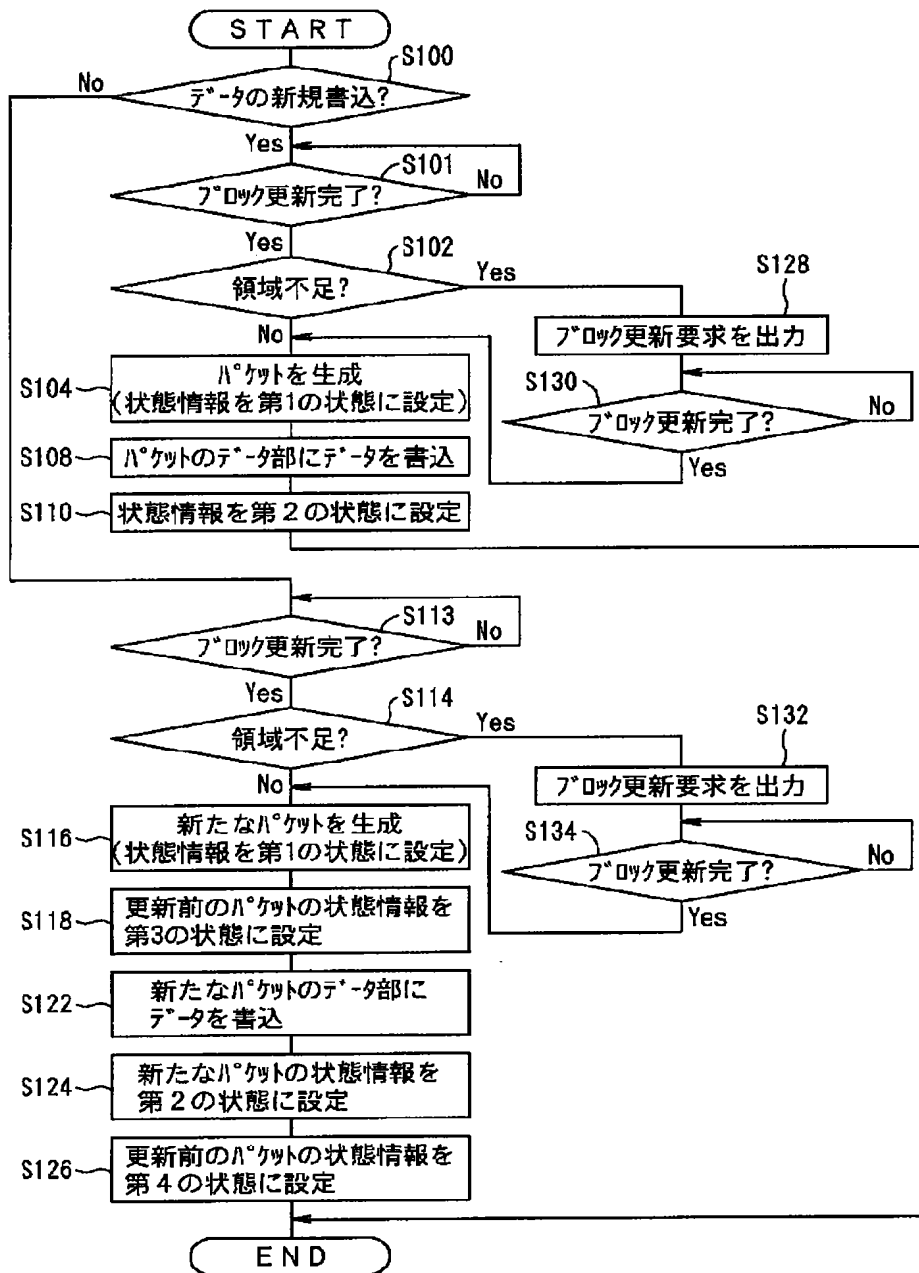 START
S100
No
データの新規書込?
Yes
S101
No
ブロック更新完了?
Yes
S102
領域不足?
Yes
No
S128
ブロック更新要求を出力
S104
パケットを生成
(状態情報を第1の状態に設定)
S130
ブロック更新完了?
No
Yes
S108
パケットのデータ部にデータを書込
S110
状態情報を第2の状態に設定
S113
No
ブロック更新完了?
Yes
S114
領域不足?
Yes
No
S132
ブロック更新要求を出力
S116
新たなパケットを生成
(状態情報を第1の状態に設定)
S134
ブロック更新完了?
No
Yes
S118
更新前のパケットの状態情報を
第3の状態に設定
S122
新たなパケットのデータ部に
データを書込
S124
新たなパケットの状態情報を
第2の状態に設定
S126
更新前のパケットの状態情報を
第4の状態に設定
END